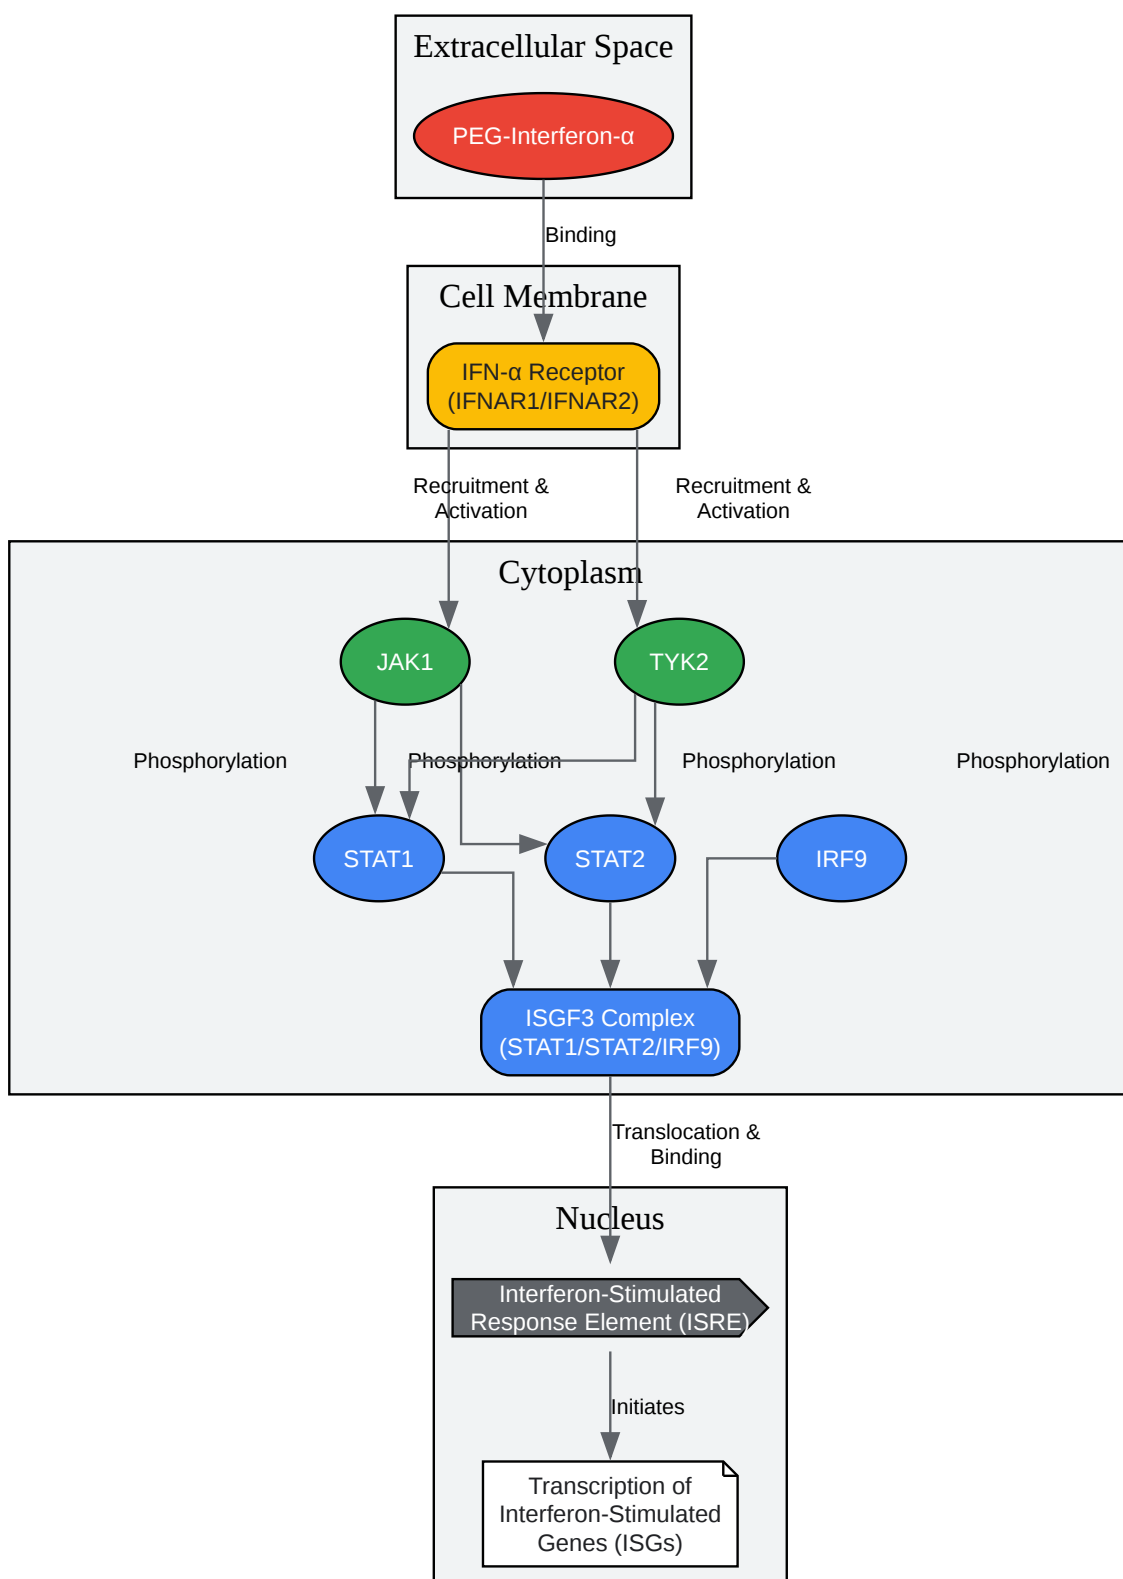 Extracellular Space
PEG-Interferon-α
Binding
Cell Membrane
IFN-α Receptor
(IFNAR1/IFNAR2)
Recruitment &
Activation
Recruitment &
Activation
Cytoplasm
JAK1
TYK2
Phosphorylation
Phosphorylation
Phosphorylation
Phosphorylation
STAT1
STAT2
IRF9
ISGF3 Complex
(STAT1/STAT2/IRF9)
Translocation &
Binding
Nucleus
Interferon-Stimulated
Response Element (ISRE)
Initiates
Transcription of
Interferon-Stimulated
Genes (ISGs)